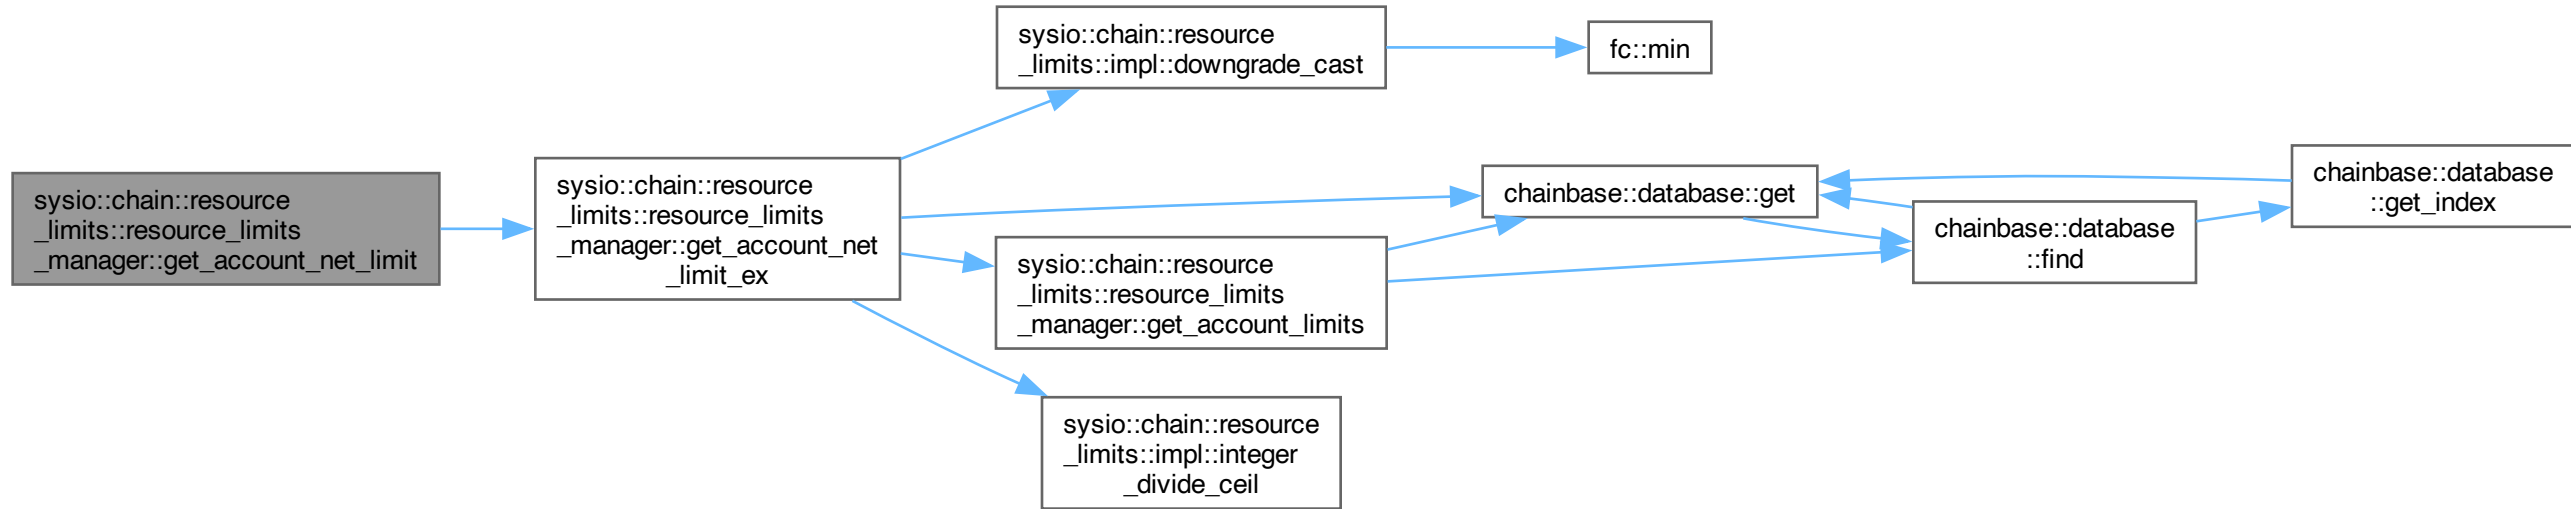 sysio::chain::resource
_limits::resource_limits
_manager::get_account_net_limit
sysio::chain::resource
_limits::resource_limits
_manager::get_account_net
_limit_ex
sysio::chain::resource
_limits::impl::downgrade_cast
fc::min
chainbase::database::get
sysio::chain::resource
_limits::resource_limits
_manager::get_account_limits
sysio::chain::resource
_limits::impl::integer
_divide_ceil
chainbase::database
::find
chainbase::database
::get_index